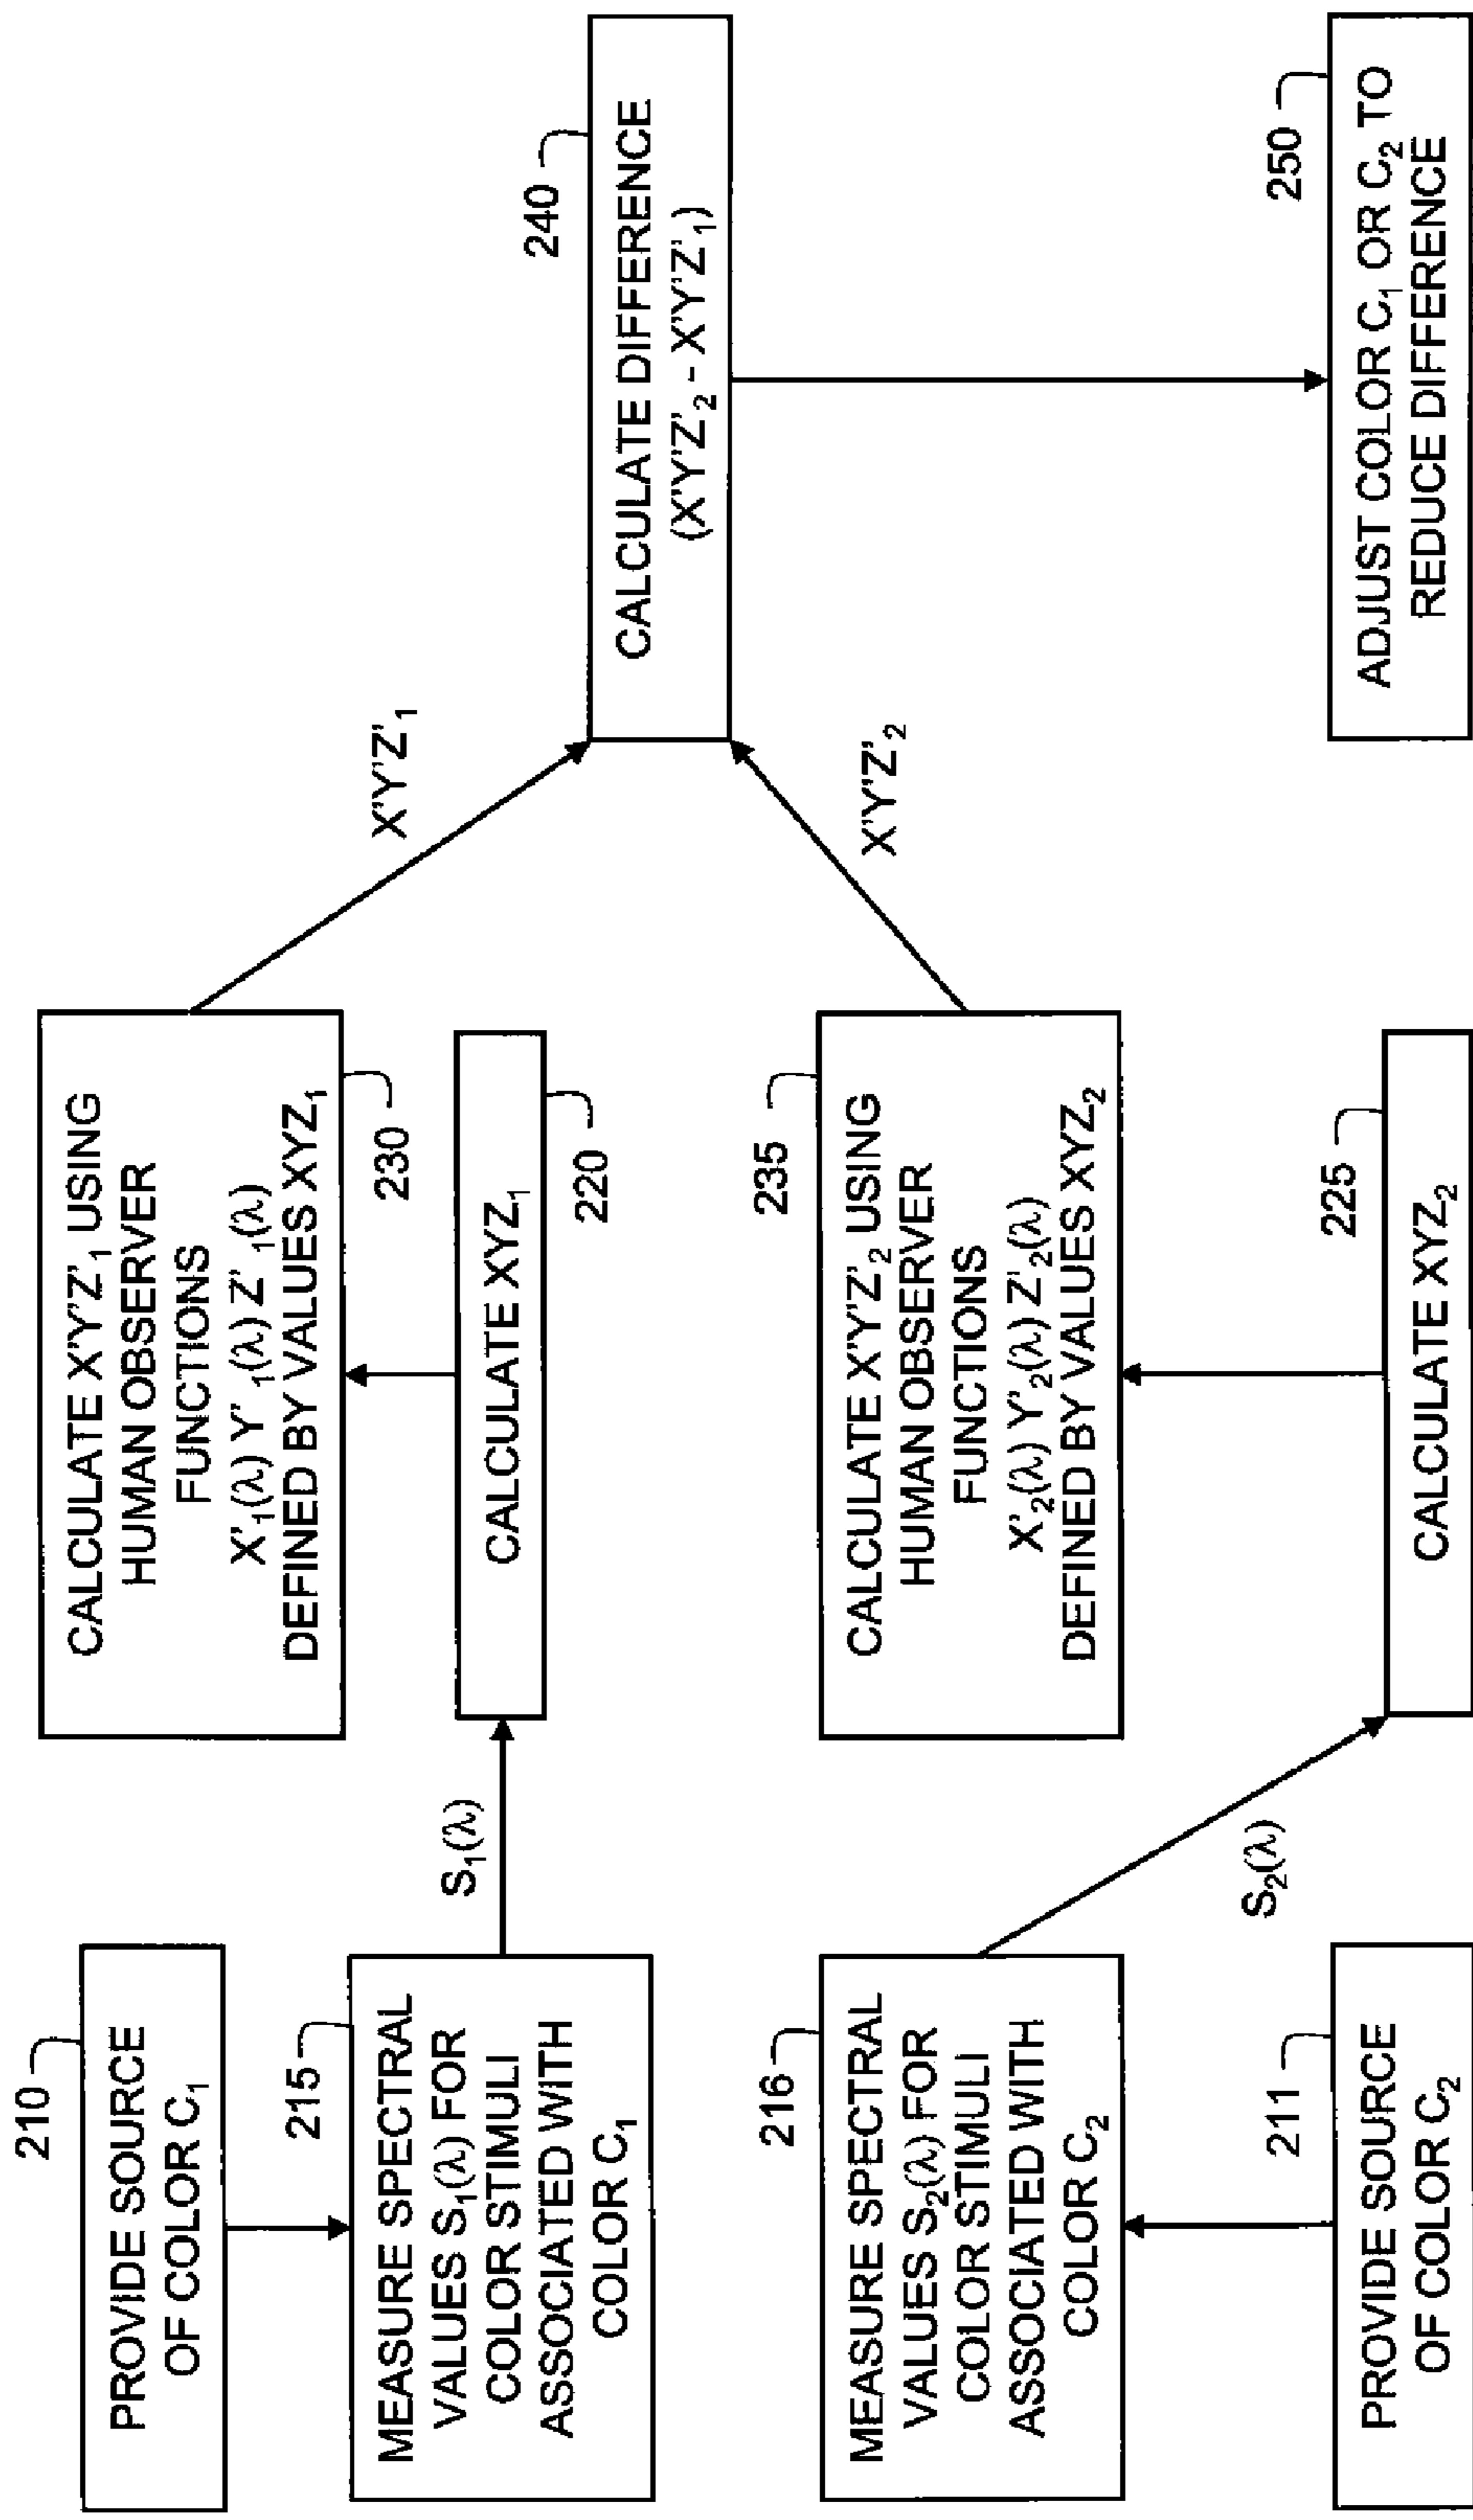 210
PROVIDE SOURCE
OF COLOR C₁
215
MEASURE SPECTRAL
VALUES S₁(λ) FOR
COLOR STIMULI
ASSOCIATED WITH
COLOR C₁
216
MEASURE SPECTRAL
VALUES S₂(λ) FOR
COLOR STIMULI
ASSOCIATED WITH
COLOR C₂
211
PROVIDE SOURCE
OF COLOR C₂
S₁(λ)
S₂(λ)
CALCULATE X'Y'Z'₁ USING
HUMAN OBSERVER
FUNCTIONS
X'₁(λ) Y'₁(λ) Z'₁(λ)
DEFINED BY VALUES XYZ₁
230
CALCULATE XYZ₁
220
235
CALCULATE X'Y'Z'₂ USING
HUMAN OBSERVER
FUNCTIONS
X'₂(λ) Y'₂(λ) Z'₂(λ)
DEFINED BY VALUES XYZ₂
225
CALCULATE XYZ₂
X'Y'Z'₁
X'Y'Z'₂
240
CALCULATE DIFFERENCE
(X'Y'Z'₂ - X'Y'Z'₁)
250
ADJUST COLOR C₁ OR C₂ TO
REDUCE DIFFERENCE